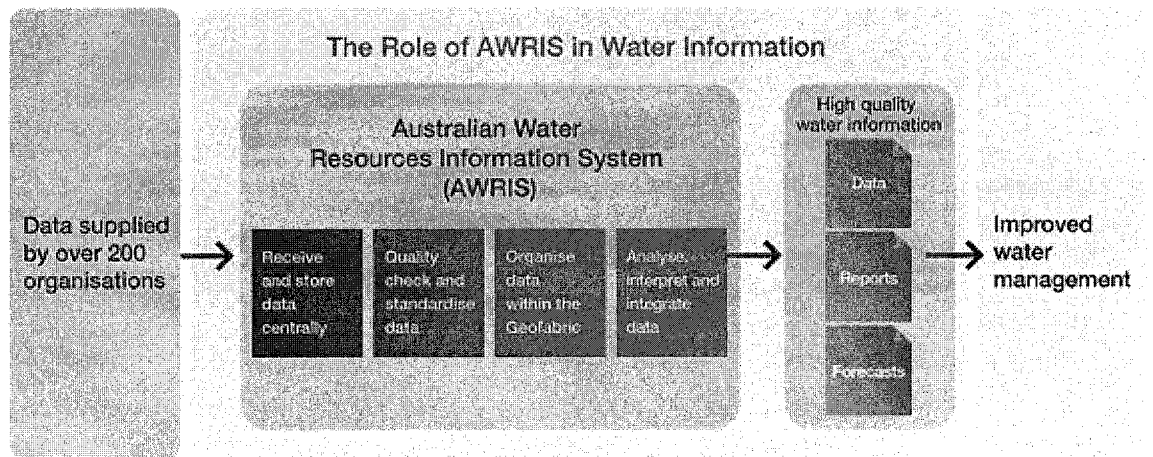 The Role of AWRIS in Water Information
Data supplied
by over 200
organisations
Australian Water
Resources Information System
(AWRIS)
Receive
and store
data
centrally
Quality
check and
standardise
data
Organise
data
within the
Geofabric
Analyse,
interpret and
integrate
data
High quality
water information
Data
Reports
Forecasts
Improved
water
management